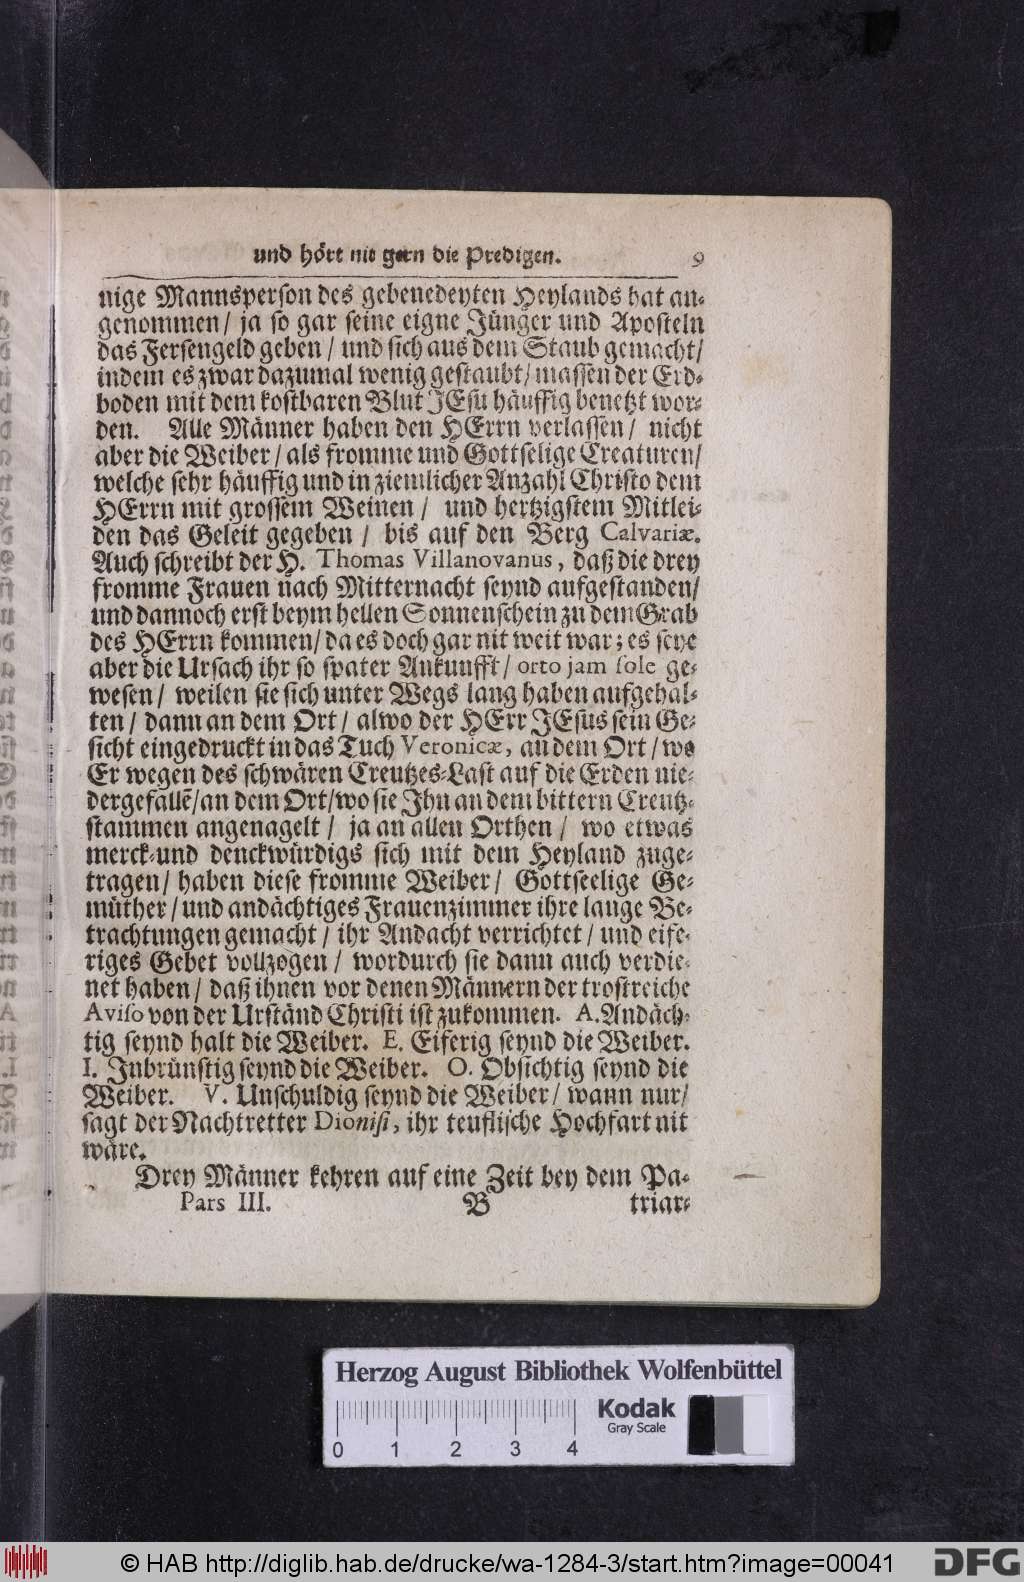 und hört nit gern die Predigen. 9
nige Mannsperson des gebenedeyten Heylands hat an-
genommen/ ja so gar seine eigne Jünger und Aposteln
das Fersengeld geben/ und sich aus dem Staub gemacht/
indem es zwar dazumal wenig gestaubt/ massen der Erd-
boden mit dem kostbaren Blut JEsu häuffig benetzt wor-
den. Alle Männer haben den HErrn verlassen/ nicht
aber die Weiber/ als fromme und Gottselige Creaturen/
welche sehr häuffig und in ziemlicher Anzahl Christo dem
HErrn mit grossem Weinen/ und hertzigstem Mitlei-
den das Geleit gegeben/ bis auf den Berg Calvariæ.
Auch schreibt der H. Thomas Villanovanus, daß die drey
fromme Frauen nach Mitternacht seynd aufgestanden/
und dannoch erst beym hellen Sonnenschein zu dem Grab
des HErrn kommen/ da es doch gar nit weit war; es seye
aber die Ursach ihr so spater Ankunfft/ orto jam sole ge-
wesen/ weilen sie sich unter Wegs lang haben aufgehal-
ten/ dann an dem Ort/ alwo der HErr JEsus sein Ge-
sicht eingedruckt in das Tuch Veronicæ, an dem Ort/ wo
Er wegen des schwären Creutzes-Last auf die Erden nie-
dergefallẽ/ an dem Ort/ wo sie Jhn an dem bittern Creutz-
stammen angenagelt/ ja an allen Orthen/ wo etwas
merck-und denckwürdigs sich mit dem Heyland zuge-
tragen/ haben diese fromme Weiber/ Gottseelige Ge-
müther/ und andächtiges Frauenzimmer ihre lange Be-
trachtungen gemacht/ ihr Andacht verrichtet/ und eife-
riges Gebet vollzogen/ wordurch sie dann auch verdie-
net haben/ daß ihnen vor denen Männern der trostreiche
Aviso von der Urständ Christi ist zukommen. A. Andäch-
tig seynd halt die Weiber. E. Eiferig seynd die Weiber.
I. Jnbrünstig seynd die Weiber. O. Obsichtig seynd die
Weiber. V. Unschuldig seynd die Weiber/ wann nur/
sagt der Nachtretter Dionisi, ihr teuflische Hochfart nit
wäre.
Drey Männer kehren auf eine Zeit bey dem Pa-
Pars III. B triar-
Herzog August Bibliothek Wolfenbüttel
0 1 2 3 4
Kodak
Gray Scale
© HAB http://diglib.hab.de/drucke/wa-1284-3/start.htm?image=00041
DFG